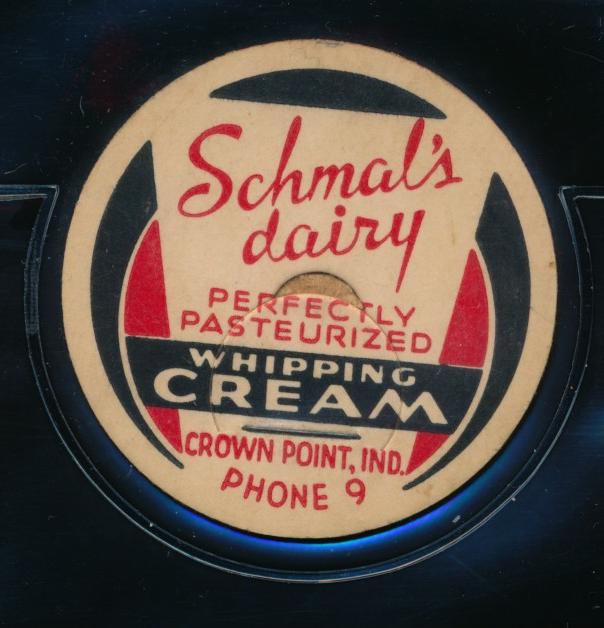 Schmal's
dairy
PERFECTLY
PASTEURIZED
WHIPPING
CREAM
CROWN POINT, IND.
PHONE 9